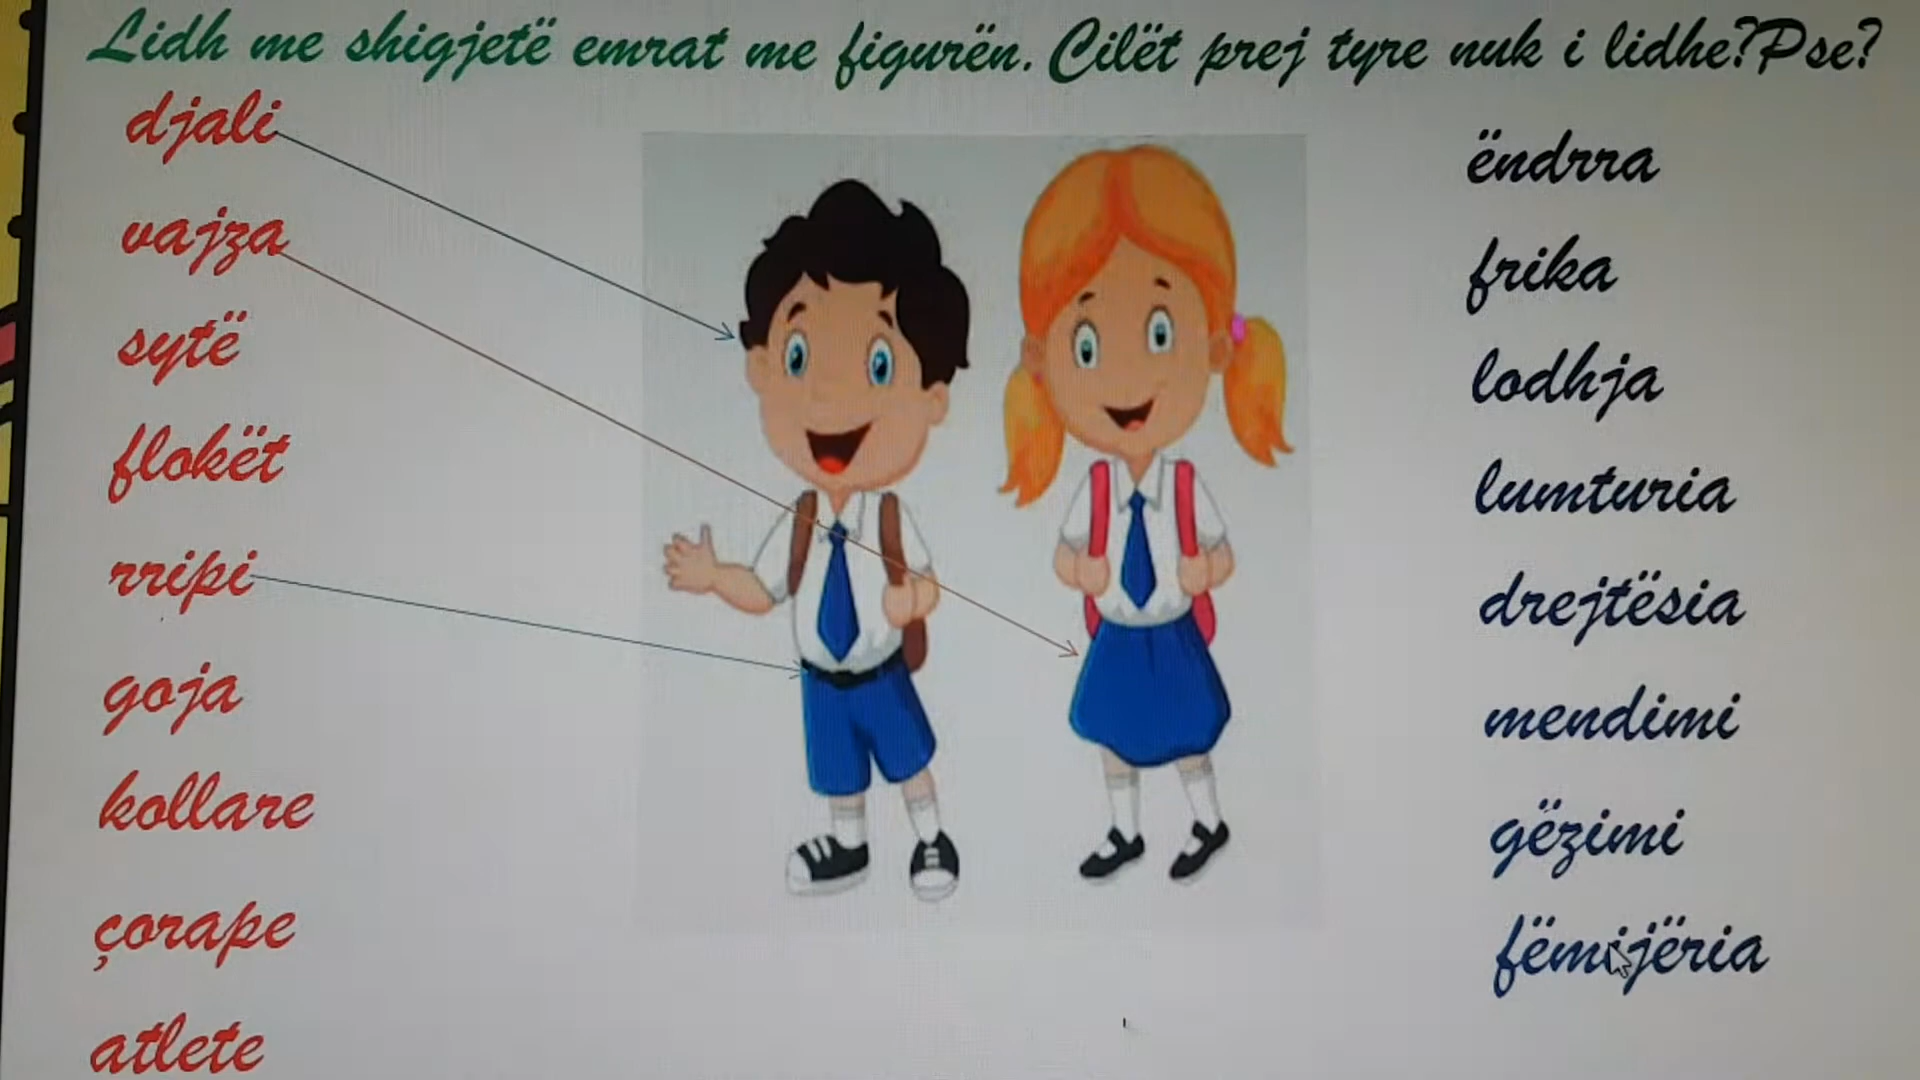 Lidh me shigjetë emrat me figurën. Cilët prej tyre nuk i lidhe?Pse?
djali
vajza
sytë
flokët
rripi
goja
kollare
çorape
atlete
ëndrra
frika
lodhja
lumturia
drejtësia
mendimi
gëzimi
fëmijëria